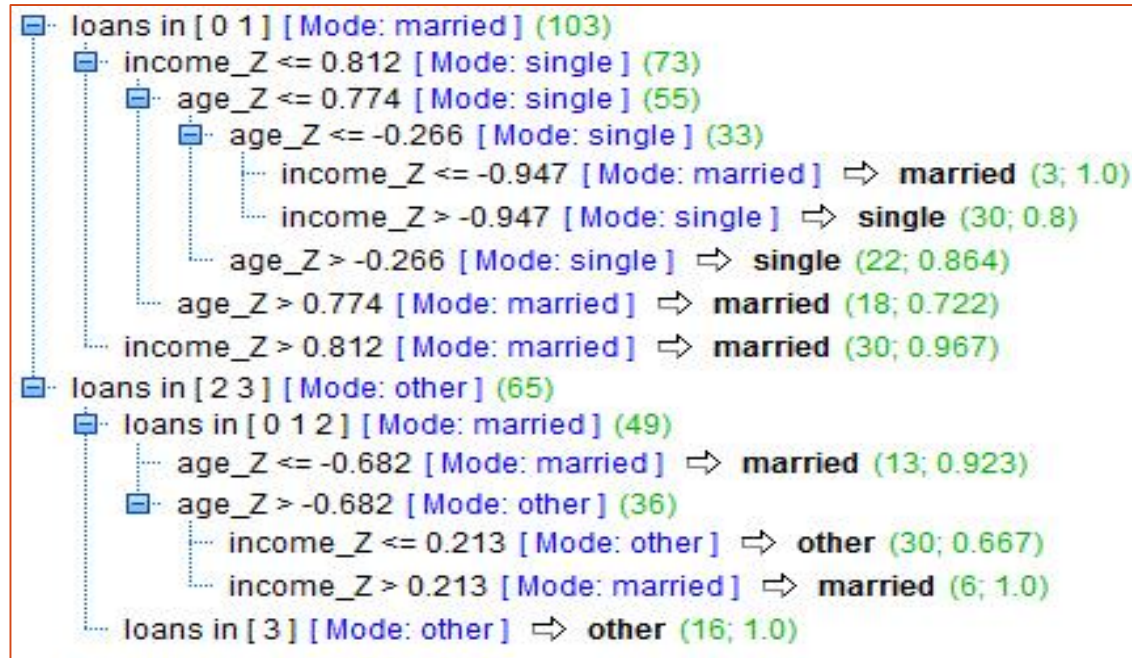 loans in [ 0 1 ] [ Mode: married ] (103)
income_Z <= 0.812 [ Mode: single ] (73)
age_Z <= 0.774 [ Mode: single ] (55)
age_Z <= -0.266 [ Mode: single ] (33)
income_Z <= -0.947 [ Mode: married ] ⇨ married (3; 1.0)
income_Z > -0.947 [ Mode: single ] ⇨ single (30; 0.8)
age_Z > -0.266 [ Mode: single ] ⇨ single (22; 0.864)
age_Z > 0.774 [ Mode: married ] ⇨ married (18; 0.722)
income_Z > 0.812 [ Mode: married ] ⇨ married (30; 0.967)
loans in [ 2 3 ] [ Mode: other ] (65)
loans in [ 0 1 2 ] [ Mode: married ] (49)
age_Z <= -0.682 [ Mode: married ] ⇨ married (13; 0.923)
age_Z > -0.682 [ Mode: other ] (36)
income_Z <= 0.213 [ Mode: other ] ⇨ other (30; 0.667)
income_Z > 0.213 [ Mode: married ] ⇨ married (6; 1.0)
loans in [ 3 ] [ Mode: other ] ⇨ other (16; 1.0)